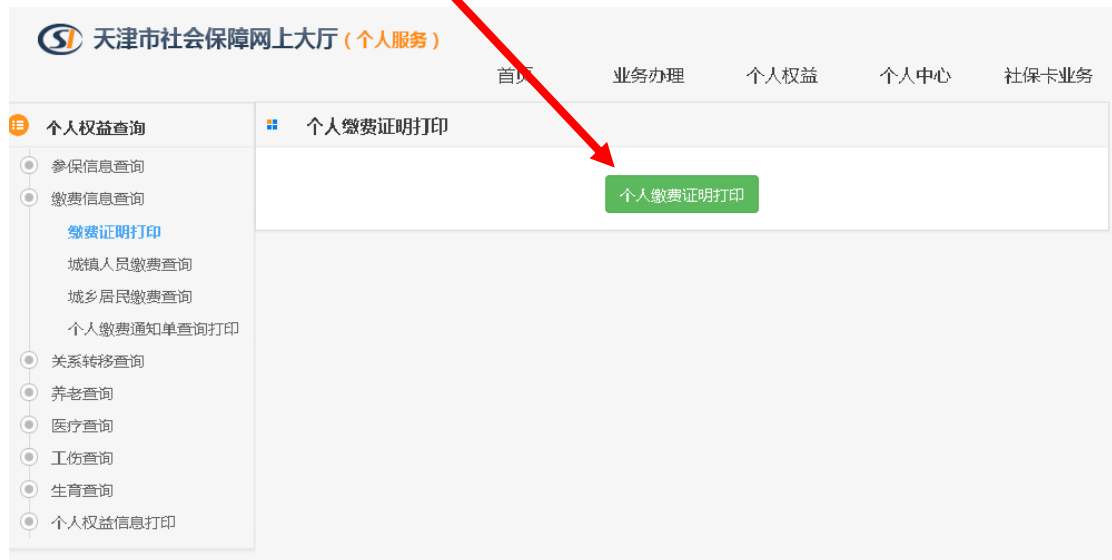 天津市社会保障网上大厅（个人服务）
首页 业务办理 个人权益 个人中心 社保卡业务
个人权益查询
参保信息查询
缴费信息查询
缴费证明打印
城镇人员缴费查询
城乡居民缴费查询
个人缴费通知单查询打印
关系转移查询
养老查询
医疗查询
工伤查询
生育查询
个人权益信息打印
个人缴费证明打印
个人缴费证明打印